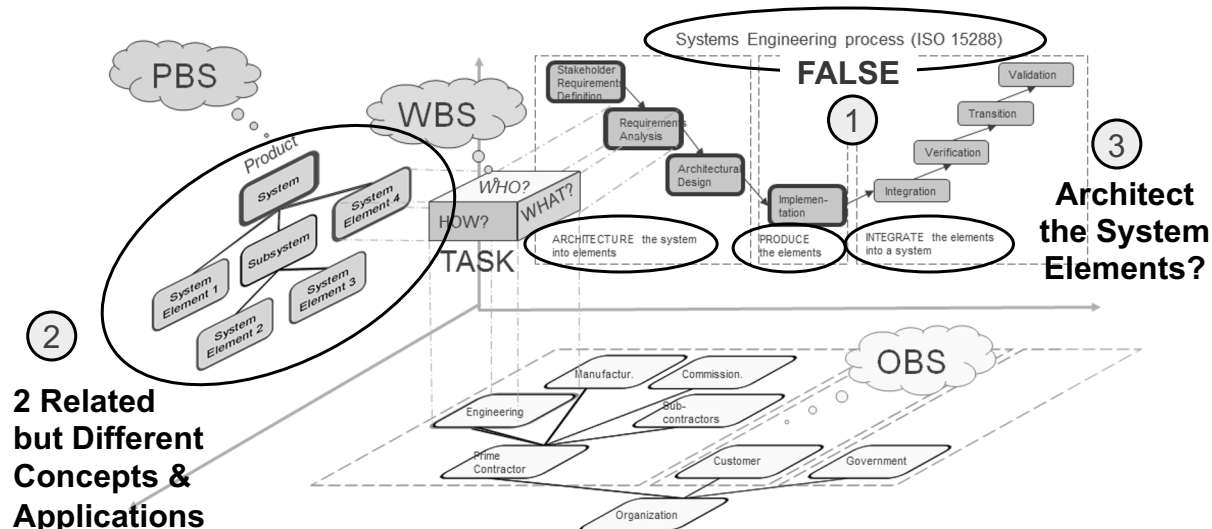 Systems Engineering process (ISO 15288)
FALSE
1
PBS
WBS
Product
System
System
Element 4
Subsystem
System
Element 1
System
Element 3
System
Element 2
2
2 Related
but Different
Concepts &
Applications
WHO?
HOW?
WHAT?
TASK
Stakeholder
Requirements
Definition
Requirements
Analysis
Architectural
Design
Implemen-
tation
Integration
Verification
Transition
Validation
ARCHITECTURE the system
into elements
PRODUCE
the elements
INTEGRATE the elements
into a system
3
Architect
the System
Elements?
OBS
Manufactur.
Commission.
Engineering
Sub-
contractors
Prime
Contractor
Customer
Government
Organization